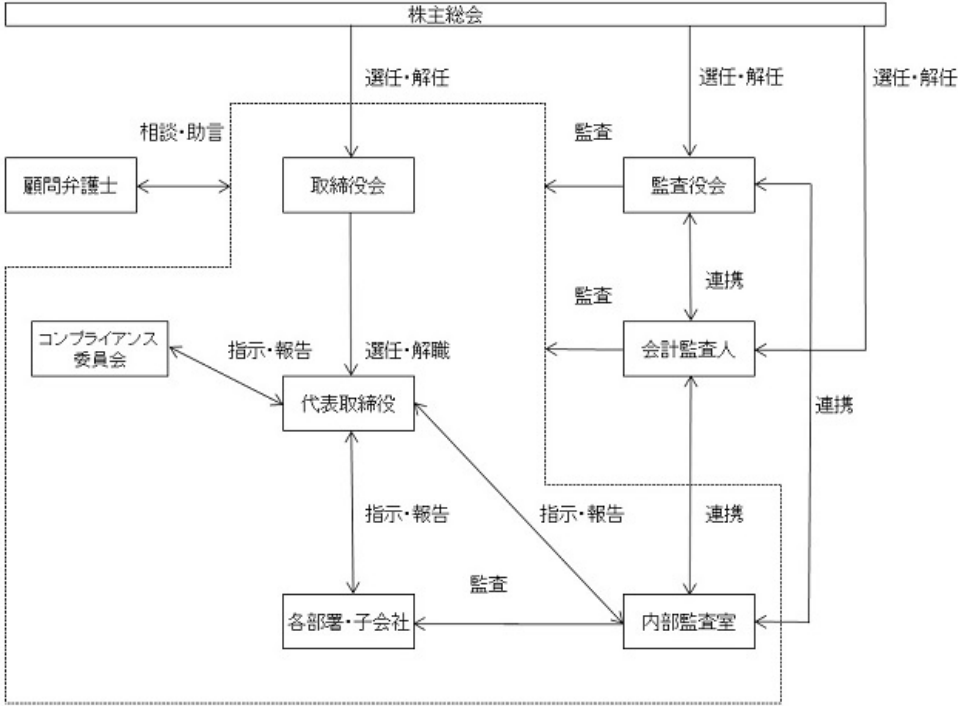 株主総会
選任・解任
選任・解任
選任・解任
相談・助言
監査
顧問弁護士
取締役会
監査役会
連携
監査
コンプライアンス
委員会
指示・報告
選任・解職
会計監査人
代表取締役
連携
指示・報告
指示・報告
連携
監査
各部署・子会社
内部監査室